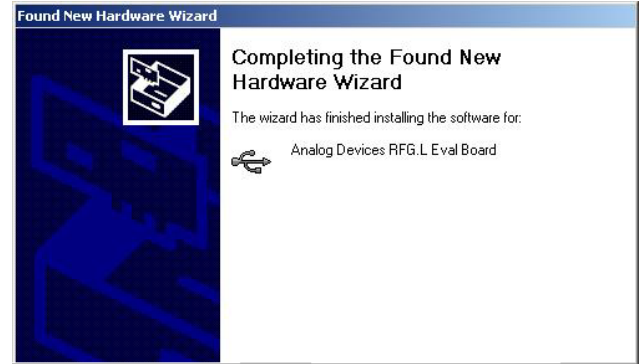 Found New Hardware Wizard
Completing the Found New
Hardware Wizard
The wizard has finished installing the software for:
Analog Devices RFG.L Eval Board